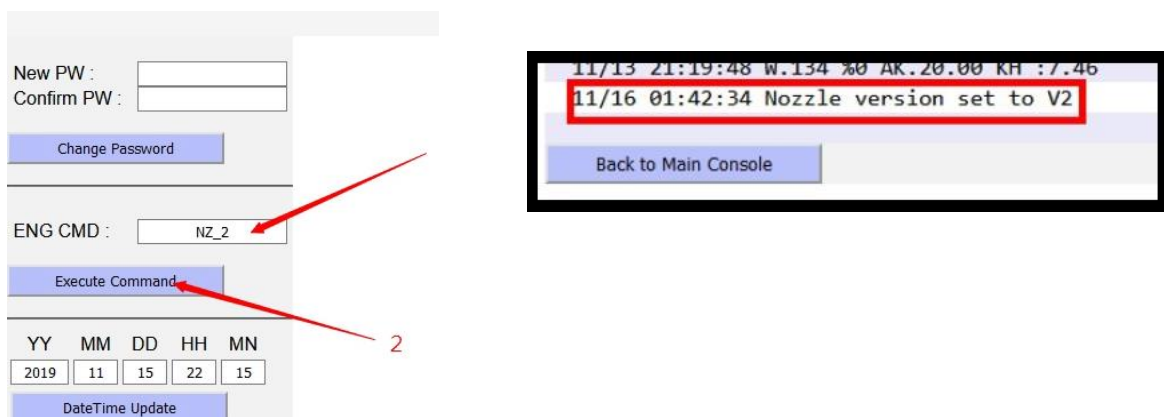 New PW :
Confirm PW :
Change Password
ENG CMD : NZ_2
Execute Command
2
YY MM DD HH MN
2019 11 15 22 15
DateTime Update
11/13 21:19:48 W.134 %0 AK.20.00 KH :7.46
11/16 01:42:34 Nozzle version set to V2
Back to Main Console